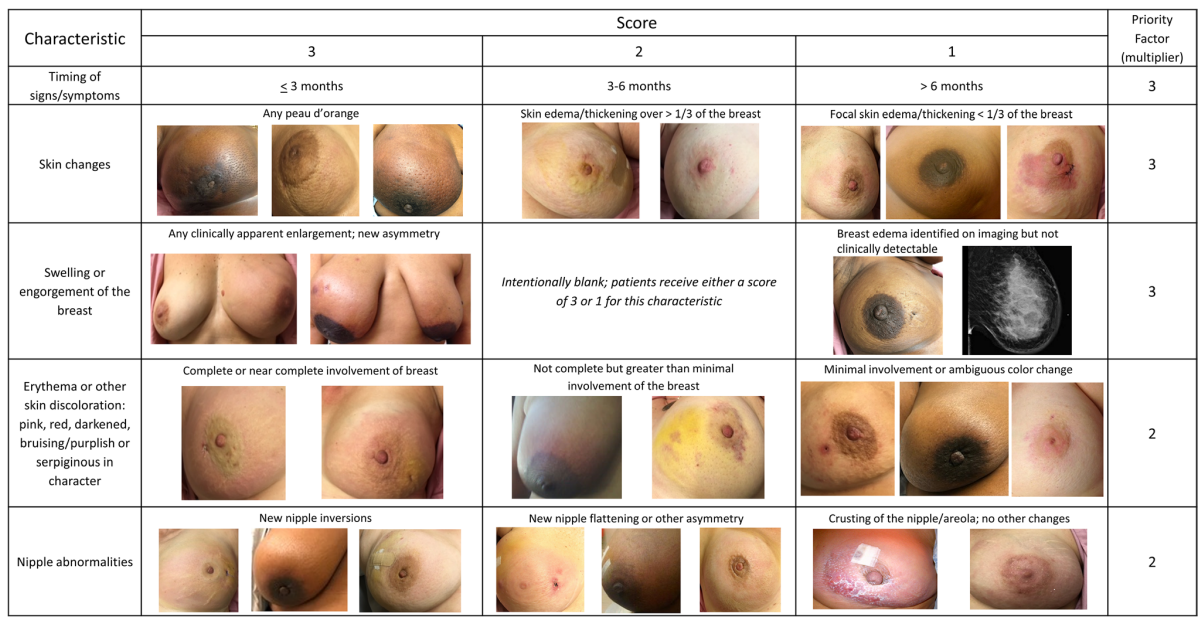 Characteristic
Score
Priority
Factor
(multiplier)
3
2
1
Timing of
signs/symptoms
≤ 3 months
3-6 months
> 6 months
3
Skin changes
Any peau d’orange
Skin edema/thickening over > 1/3 of the breast
Focal skin edema/thickening < 1/3 of the breast
3
Swelling or
engorgement of the
breast
Any clinically apparent enlargement; new asymmetry
Intentionally blank; patients receive either a score
of 3 or 1 for this characteristic
Breast edema identified on imaging but not
clinically detectable
3
Erythema or other
skin discoloration:
pink, red, darkened,
bruising/purplish or
serpiginous in
character
Complete or near complete involvement of breast
Not complete but greater than minimal
involvement of the breast
Minimal involvement or ambiguous color change
2
Nipple abnormalities
New nipple inversions
New nipple flattening or other asymmetry
Crusting of the nipple/areola; no other changes
2